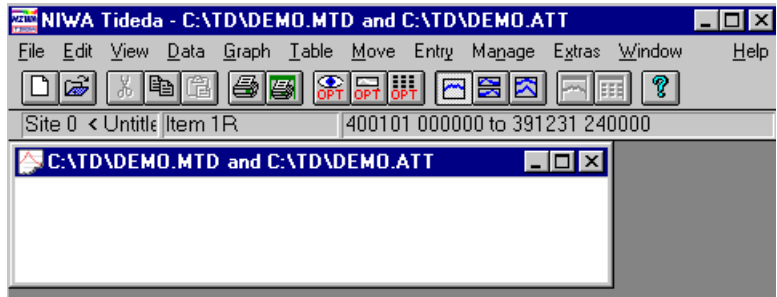 NIWA Tideda - C:\TD\DEMO.MTD and C:\TD\DEMO.ATT
File Edit View Data Graph Table Move Entry Manage Extras Window Help
OPT OPT OPT
Site 0 < Untitle Item 1R 400101 000000 to 391231 240000
C:\TD\DEMO.MTD and C:\TD\DEMO.ATT